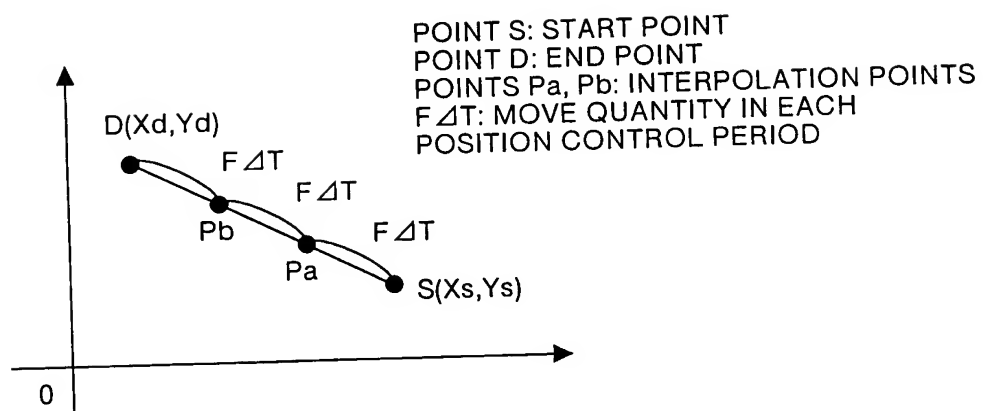 POINT S: START POINT
POINT D: END POINT
POINTS Pa, Pb: INTERPOLATION POINTS
F⊿T: MOVE QUANTITY IN EACH
POSITION CONTROL PERIOD
D(Xd,Yd)
F⊿T
F⊿T
F⊿T
Pb
Pa
S(Xs,Ys)
0